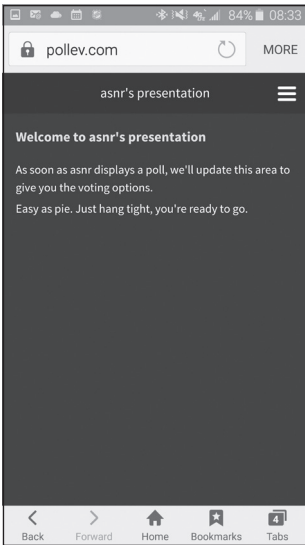 84% 08:33
pollev.com MORE
asnr's presentation
Welcome to asnr's presentation
As soon as asnr displays a poll, we'll update this area to
give you the voting options.
Easy as pie. Just hang tight, you're ready to go.
4
Back Forward Home Bookmarks Tabs